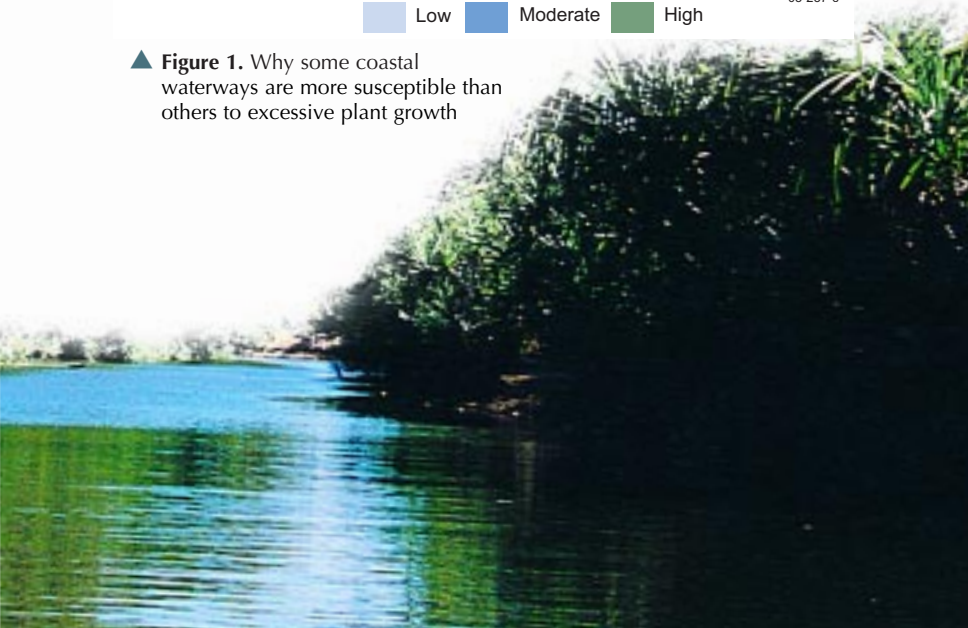 Low Moderate High
▲ Figure 1. Why some coastal
waterways are more susceptible than
others to excessive plant growth